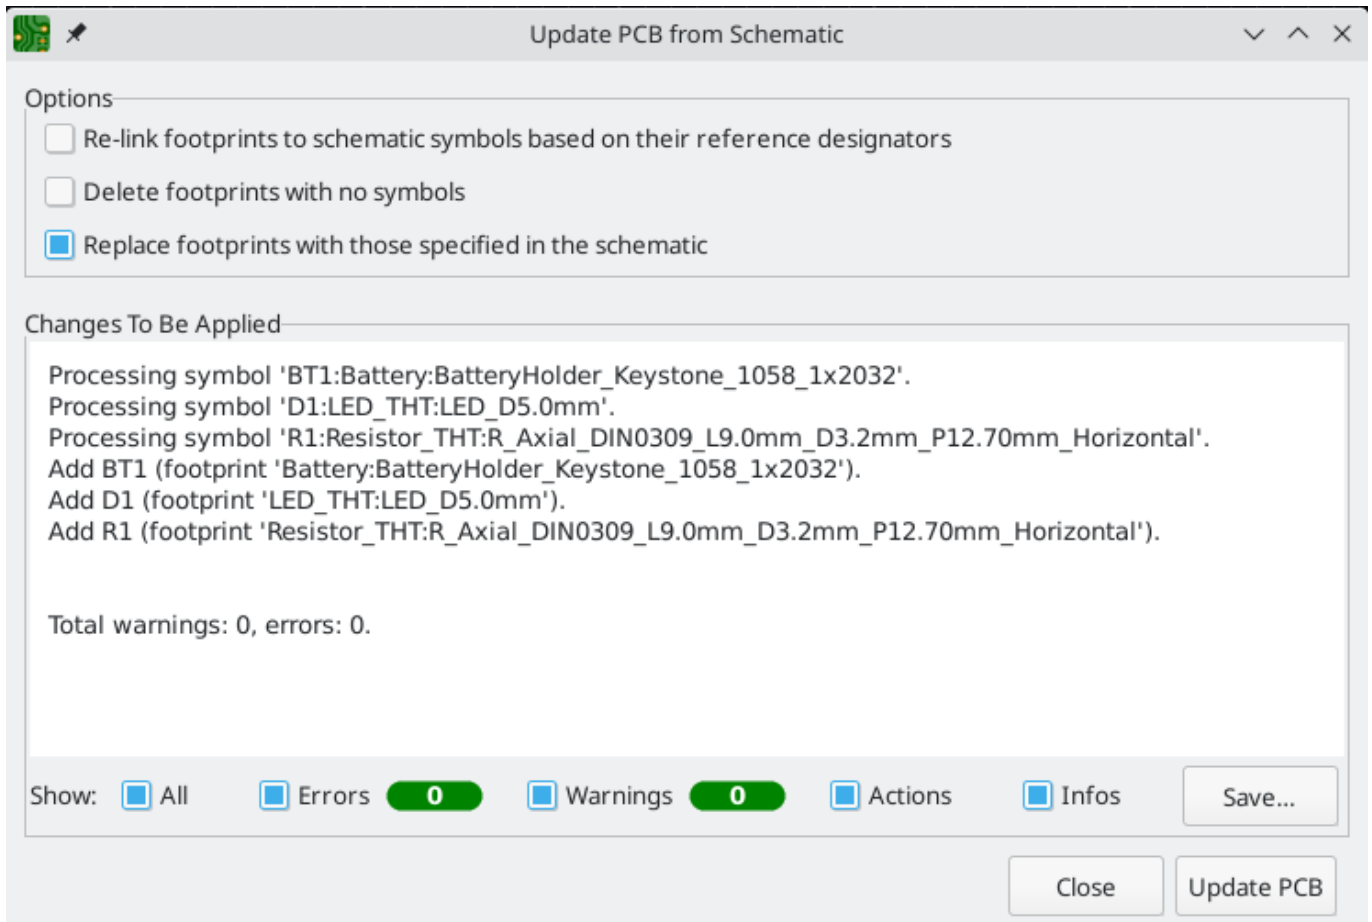 Update PCB from Schematic
Options
Re-link footprints to schematic symbols based on their reference designators
Delete footprints with no symbols
Replace footprints with those specified in the schematic
Changes To Be Applied
Processing symbol 'BT1:Battery:BatteryHolder_Keystone_1058_1x2032'.
Processing symbol 'D1:LED_THT:LED_D5.0mm'.
Processing symbol 'R1:Resistor_THT:R_Axial_DIN0309_L9.0mm_D3.2mm_P12.70mm_Horizontal'.
Add BT1 (footprint 'Battery:BatteryHolder_Keystone_1058_1x2032').
Add D1 (footprint 'LED_THT:LED_D5.0mm').
Add R1 (footprint 'Resistor_THT:R_Axial_DIN0309_L9.0mm_D3.2mm_P12.70mm_Horizontal').
Total warnings: 0, errors: 0.
Show: All Errors 0 Warnings 0 Actions Infos Save...
Close Update PCB